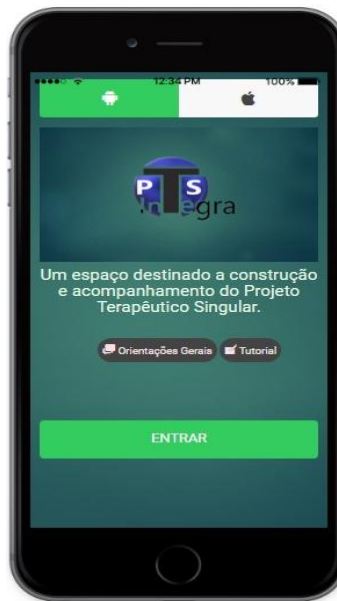 12:34 PM 100%
PTS
Integra
Um espaço destinado a construção
e acompanhamento do Projeto
Terapêutico Singular.
Orientações Gerais Tutorial
ENTRAR